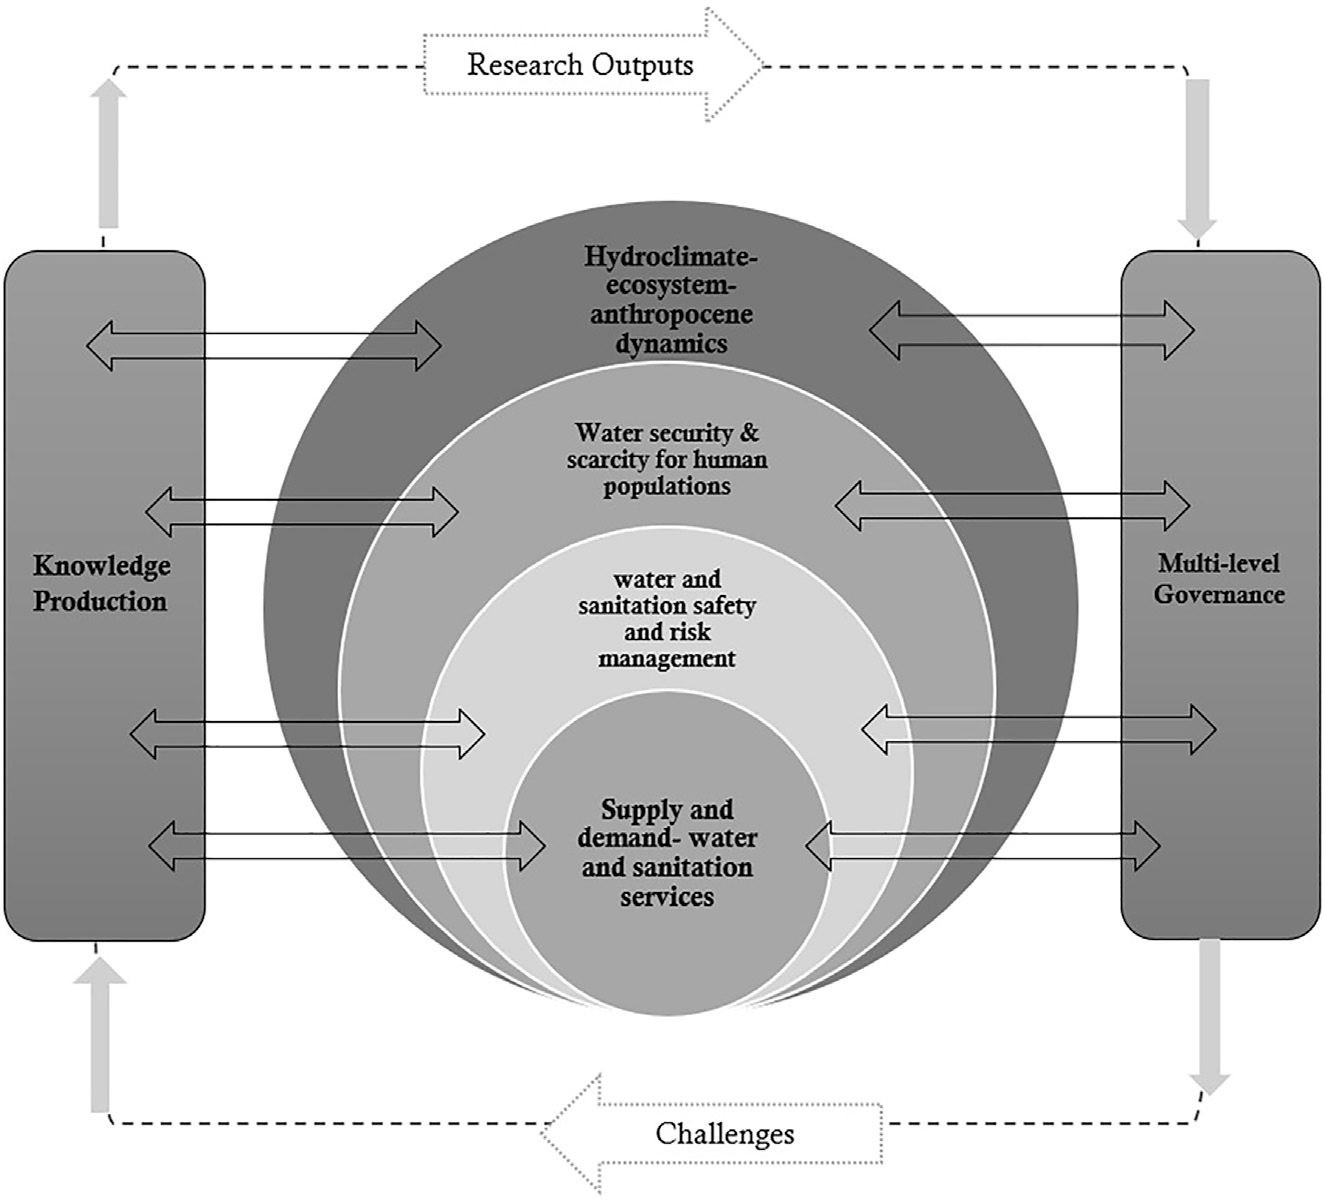 Research Outputs
Hydroclimate-
ecosystem-
anthropocene
dynamics
Water security &
scarcity for human
populations
Knowledge
Production
Multi-level
Governance
water and
sanitation safety
and risk
management
Supply and
demand- water
and sanitation
services
Challenges